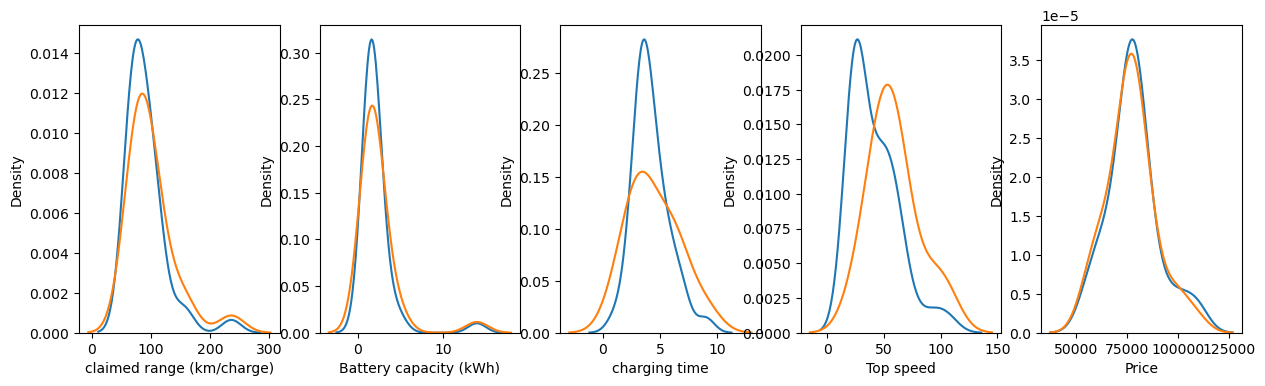 Density
0.014
0.012
0.010
0.008
0.006
0.004
0.002
0.000
0 100 200 300
claimed range (km/charge)
Density
0.30
0.25
0.20
0.15
0.10
0.05
0.00
0 10
Battery capacity (kWh)
Density
0.25
0.20
0.15
0.10
0.05
0.00
0 5 10
charging time
Density
0.0200
0.0175
0.0150
0.0125
0.0100
0.0075
0.0050
0.0025
0.0000
0 50 100 150
Top speed
1e−5
Density
3.5
3.0
2.5
2.0
1.5
1.0
0.5
0.0
50000 75000 100000 125000
Price